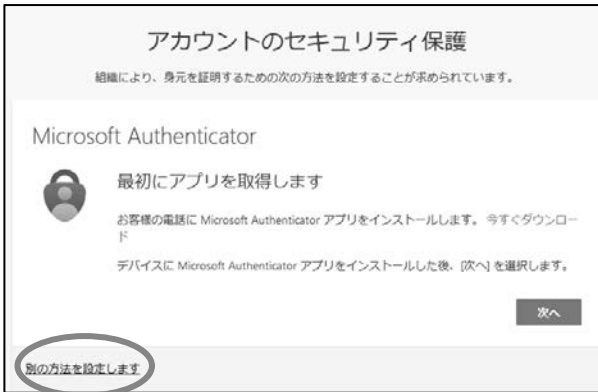 アカウントのセキュリティ保護
組織により、身元を証明するための次の方法を設定することが求められています。
Microsoft Authenticator
最初にアプリを取得します
お客様の電話に Microsoft Authenticator アプリをインストールします。今すぐダウンロー
ド
デバイスに Microsoft Authenticator アプリをインストールした後、[次へ] を選択します。
次へ
別の方法を設定します